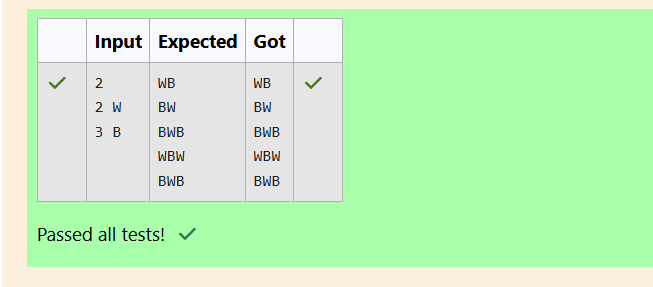 Input Expected Got
2 WB WB
2 W BW BW
3 B BWB BWB
WBW WBW
BWB BWB
Passed all tests!